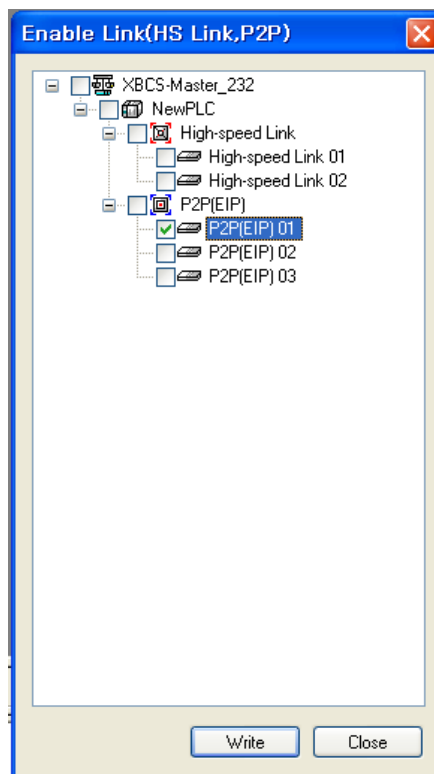 Enable Link(HS Link,P2P)
XBCS-Master_232
NewPLC
High-speed Link
High-speed Link 01
High-speed Link 02
P2P(EIP)
P2P(EIP) 01
P2P(EIP) 02
P2P(EIP) 03
Write Close